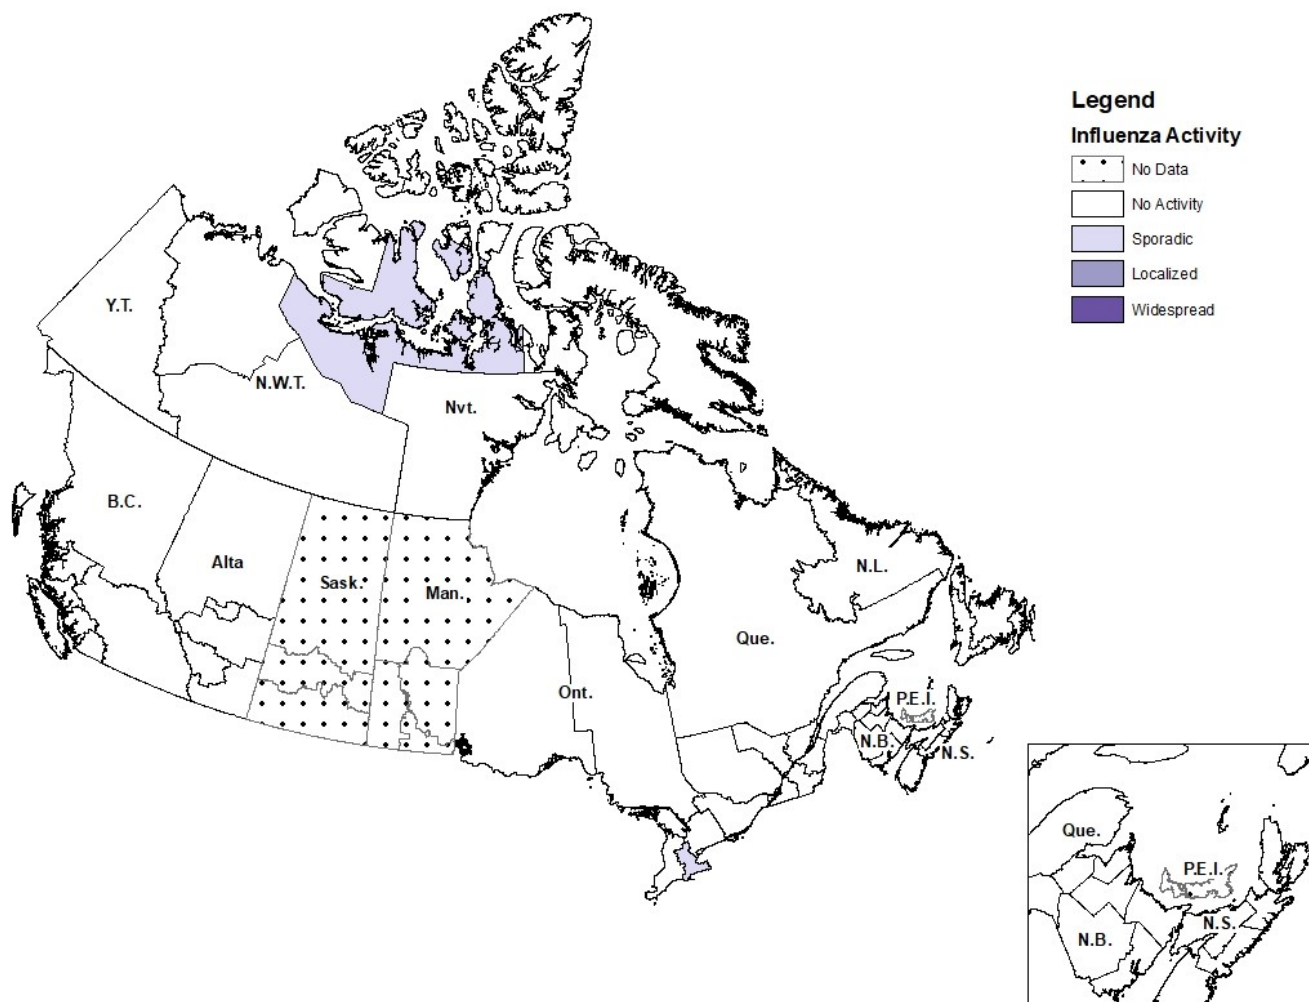 Legend
Influenza Activity
No Data
No Activity
Sporadic
Localized
Widespread
Y.T.
N.W.T.
Nvt.
B.C.
Alta
Sask.
Man.
N.L.
Que.
Ont.
P.E.I.
N.B.
N.S.
Que.
P.E.I.
N.S.
N.B.